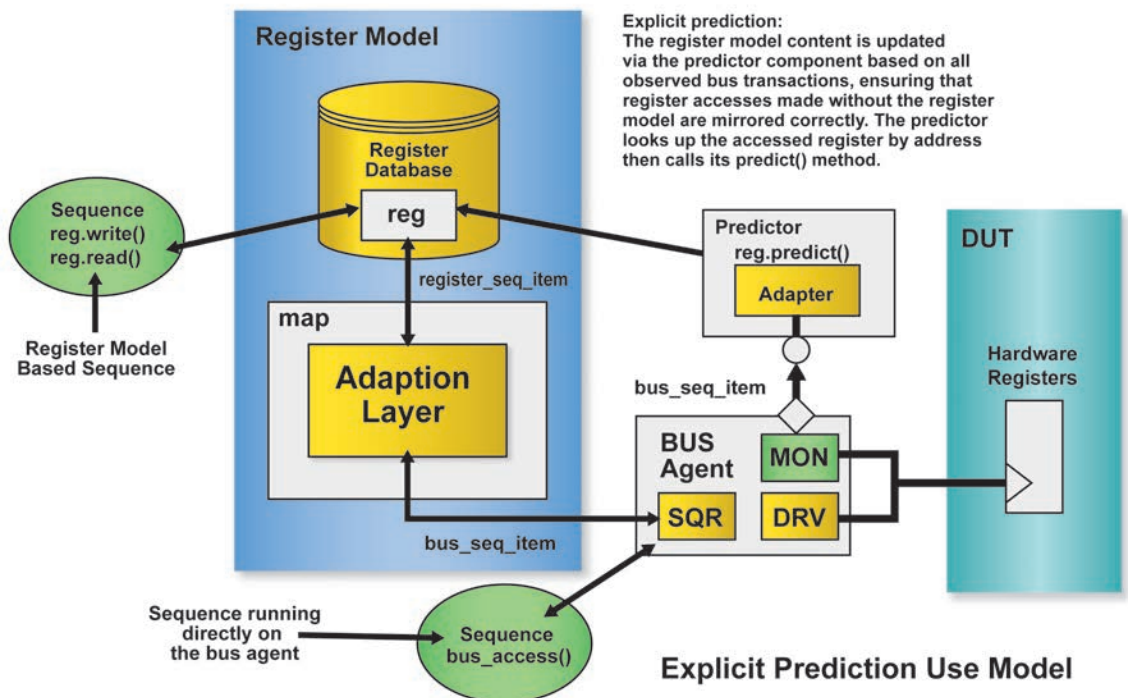 Register Model
Explicit prediction:
The register model content is updated
via the predictor component based on all
observed bus transactions, ensuring that
register accesses made without the register
model are mirrored correctly. The predictor
looks up the accessed register by address
then calls its predict() method.
Register
Database
reg
Sequence
reg.write()
reg.read()
Register Model
Based Sequence
register_seq_item
map
Adaption
Layer
bus_seq_item
Predictor
reg.predict()
Adapter
bus_seq_item
BUS
Agent
MON
SQR
DRV
DUT
Hardware
Registers
Sequence running
directly on
the bus agent
Sequence
bus_access()
Explicit Prediction Use Model